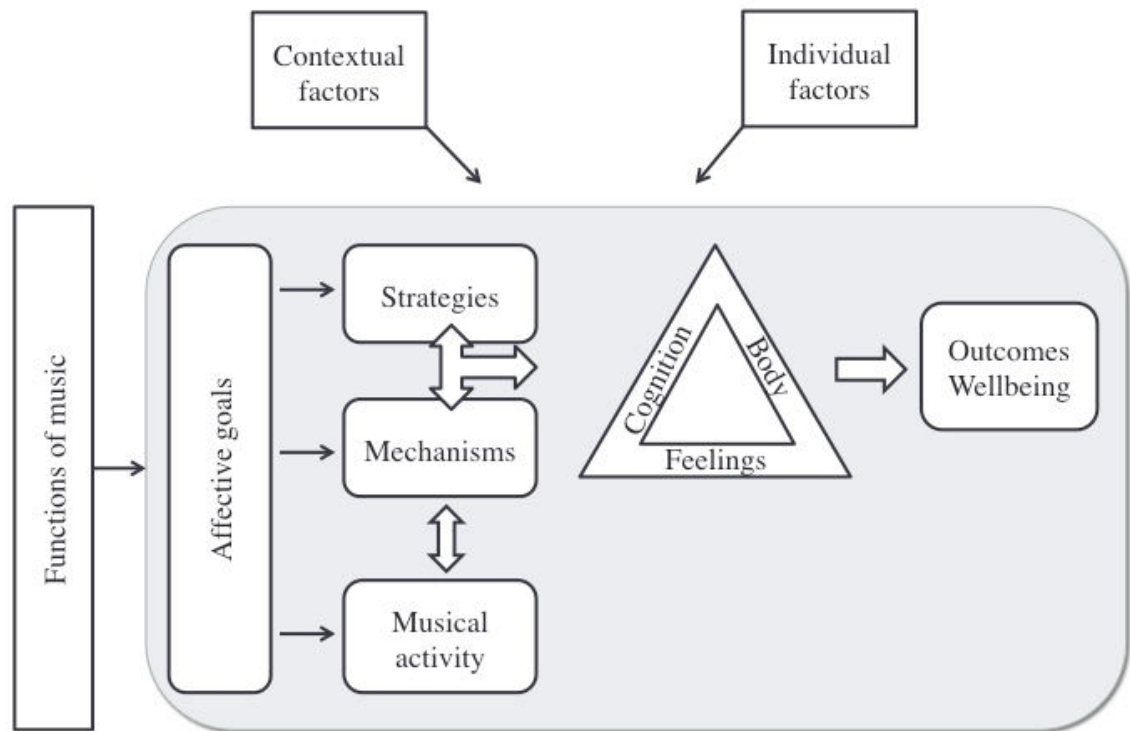 Contextual
factors
Individual
factors
Functions of music
Affective goals
Strategies
Mechanisms
Musical
activity
Cognition
Body
Feelings
Outcomes
Wellbeing